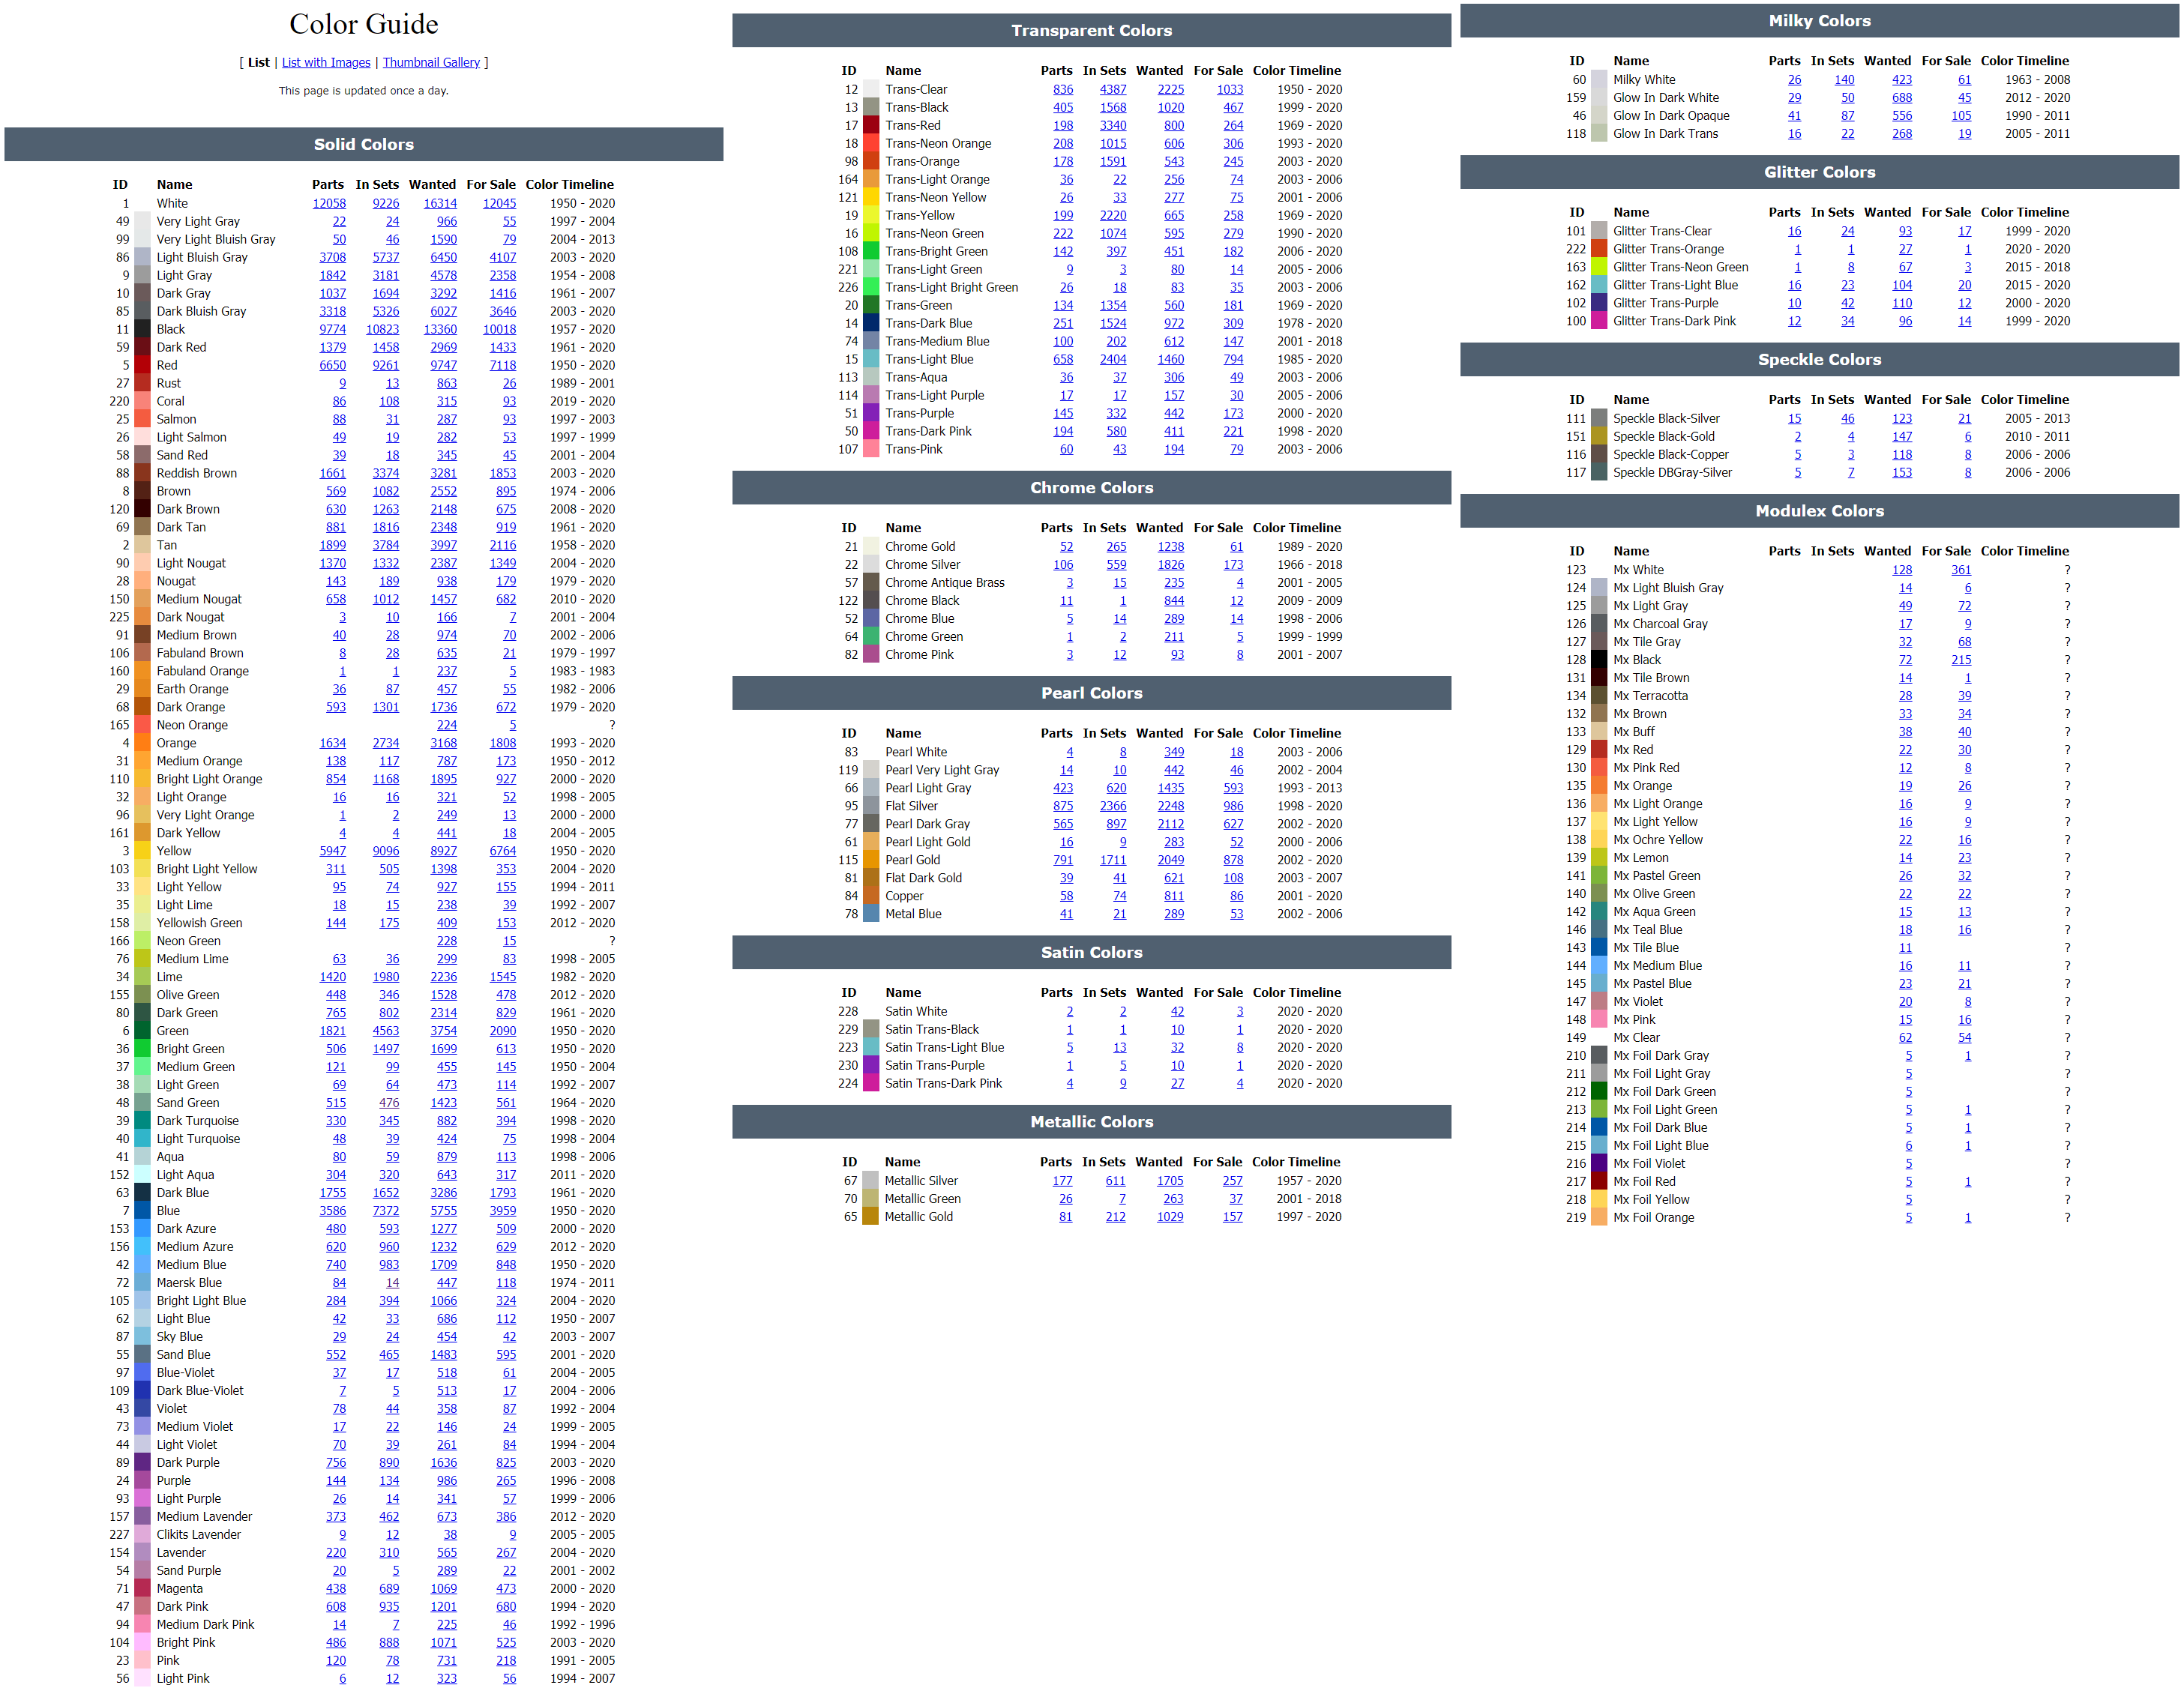 Color Guide
[ List | List with Images | Thumbnail Gallery ]
This page is updated once a day.
Solid Colors
ID Name Parts In Sets Wanted For Sale Color Timeline
1 White 12058 9226 16314 12045 1950 - 2020
49 Very Light Gray 22 24 966 55 1997 - 2004
99 Very Light Bluish Gray 50 46 1590 79 2004 - 2013
86 Light Bluish Gray 3708 5737 6450 4107 2003 - 2020
9 Light Gray 1842 3181 4578 2358 1954 - 2008
10 Dark Gray 1037 1694 3292 1416 1961 - 2007
85 Dark Bluish Gray 3318 5326 6027 3646 2003 - 2020
11 Black 9774 10823 13360 10018 1957 - 2020
59 Dark Red 1379 1458 2969 1433 1961 - 2020
5 Red 6650 9261 9747 7118 1950 - 2020
27 Rust 9 13 863 26 1989 - 2001
220 Coral 86 108 315 93 2019 - 2020
25 Salmon 88 31 287 93 1997 - 2003
26 Light Salmon 49 19 282 53 1997 - 1999
58 Sand Red 39 18 345 45 2001 - 2004
88 Reddish Brown 1661 3374 3281 1853 2003 - 2020
8 Brown 569 1082 2552 895 1974 - 2006
120 Dark Brown 630 1263 2148 675 2008 - 2020
69 Dark Tan 881 1816 2348 919 1961 - 2020
2 Tan 1899 3784 3997 2116 1958 - 2020
90 Light Nougat 1370 1332 2387 1349 2004 - 2020
28 Nougat 143 189 938 179 1979 - 2020
150 Medium Nougat 658 1012 1457 682 2010 - 2020
225 Dark Nougat 3 10 166 7 2001 - 2004
91 Medium Brown 40 28 974 70 2002 - 2006
106 Fabuland Brown 8 28 635 21 1979 - 1997
160 Fabuland Orange 1 1 237 5 1983 - 1983
29 Earth Orange 36 87 457 55 1982 - 2006
68 Dark Orange 593 1301 1736 672 1979 - 2020
165 Neon Orange 224 5 ?
4 Orange 1634 2734 3168 1808 1993 - 2020
31 Medium Orange 138 117 787 173 1950 - 2012
110 Bright Light Orange 854 1168 1895 927 2000 - 2020
32 Light Orange 16 16 321 52 1998 - 2005
96 Very Light Orange 1 2 249 13 2000 - 2000
161 Dark Yellow 4 4 441 18 2004 - 2005
3 Yellow 5947 9096 8927 6764 1950 - 2020
103 Bright Light Yellow 311 505 1398 353 2004 - 2020
33 Light Yellow 95 74 927 155 1994 - 2011
35 Light Lime 18 15 238 39 1992 - 2007
158 Yellowish Green 144 175 409 153 2012 - 2020
166 Neon Green 228 15 ?
76 Medium Lime 63 36 299 83 1998 - 2005
34 Lime 1420 1980 2236 1545 1982 - 2020
155 Olive Green 448 346 1528 478 2012 - 2020
80 Dark Green 765 802 2314 829 1961 - 2020
6 Green 1821 4563 3754 2090 1950 - 2020
36 Bright Green 506 1497 1699 613 1950 - 2020
37 Medium Green 121 99 455 145 1950 - 2004
38 Light Green 69 64 473 114 1992 - 2007
48 Sand Green 515 476 1423 561 1964 - 2020
39 Dark Turquoise 330 345 882 394 1998 - 2020
40 Light Turquoise 48 39 424 75 1998 - 2004
41 Aqua 80 59 879 113 1998 - 2006
152 Light Aqua 304 320 643 317 2011 - 2020
63 Dark Blue 1755 1652 3286 1793 1961 - 2020
7 Blue 3586 7372 5755 3959 1950 - 2020
153 Dark Azure 480 593 1277 509 2000 - 2020
156 Medium Azure 620 960 1232 629 2012 - 2020
42 Medium Blue 740 983 1709 848 1950 - 2020
72 Maersk Blue 84 14 447 118 1974 - 2011
105 Bright Light Blue 284 394 1066 324 2004 - 2020
62 Light Blue 42 33 686 112 1950 - 2007
87 Sky Blue 29 24 454 42 2003 - 2007
55 Sand Blue 552 465 1483 595 2001 - 2020
97 Blue-Violet 37 17 518 61 2004 - 2005
109 Dark Blue-Violet 7 5 513 17 2004 - 2006
43 Violet 78 44 358 87 1992 - 2004
73 Medium Violet 17 22 146 24 1999 - 2005
44 Light Violet 70 39 261 84 1994 - 2004
89 Dark Purple 756 890 1636 825 2003 - 2020
24 Purple 144 134 986 265 1996 - 2008
93 Light Purple 26 14 341 57 1999 - 2006
157 Medium Lavender 373 462 673 386 2012 - 2020
227 Clikits Lavender 9 12 38 9 2005 - 2005
154 Lavender 220 310 565 267 2004 - 2020
54 Sand Purple 20 5 289 22 2001 - 2002
71 Magenta 438 689 1069 473 2000 - 2020
47 Dark Pink 608 935 1201 680 1994 - 2020
94 Medium Dark Pink 14 7 225 46 1992 - 1996
104 Bright Pink 486 888 1071 525 2003 - 2020
23 Pink 120 78 731 218 1991 - 2005
56 Light Pink 6 12 323 56 1994 - 2007
Transparent Colors
ID Name Parts In Sets Wanted For Sale Color Timeline
12 Trans-Clear 836 4387 2225 1033 1950 - 2020
13 Trans-Black 405 1568 1020 467 1999 - 2020
17 Trans-Red 198 3340 800 264 1969 - 2020
18 Trans-Neon Orange 208 1015 606 306 1993 - 2020
98 Trans-Orange 178 1591 543 245 2003 - 2020
164 Trans-Light Orange 36 22 256 74 2003 - 2006
121 Trans-Neon Yellow 26 33 277 75 2001 - 2006
19 Trans-Yellow 199 2220 665 258 1969 - 2020
16 Trans-Neon Green 222 1074 595 279 1990 - 2020
108 Trans-Bright Green 142 397 451 182 2006 - 2020
221 Trans-Light Green 9 3 80 14 2005 - 2006
226 Trans-Light Bright Green 26 18 83 35 2003 - 2006
20 Trans-Green 134 1354 560 181 1969 - 2020
14 Trans-Dark Blue 251 1524 972 309 1978 - 2020
74 Trans-Medium Blue 100 202 612 147 2001 - 2018
15 Trans-Light Blue 658 2404 1460 794 1985 - 2020
113 Trans-Aqua 36 37 306 49 2003 - 2006
114 Trans-Light Purple 17 17 157 30 2005 - 2006
51 Trans-Purple 145 332 442 173 2000 - 2020
50 Trans-Dark Pink 194 580 411 221 1998 - 2020
107 Trans-Pink 60 43 194 79 2003 - 2006
Chrome Colors
ID Name Parts In Sets Wanted For Sale Color Timeline
21 Chrome Gold 52 265 1238 61 1989 - 2020
22 Chrome Silver 106 559 1826 173 1966 - 2018
57 Chrome Antique Brass 3 15 235 4 2001 - 2005
122 Chrome Black 11 1 844 12 2009 - 2009
52 Chrome Blue 5 14 289 14 1998 - 2006
64 Chrome Green 1 2 211 5 1999 - 1999
82 Chrome Pink 3 12 93 8 2001 - 2007
Pearl Colors
ID Name Parts In Sets Wanted For Sale Color Timeline
83 Pearl White 4 8 349 18 2003 - 2006
119 Pearl Very Light Gray 14 10 442 46 2002 - 2004
66 Pearl Light Gray 423 620 1435 593 1993 - 2013
95 Flat Silver 875 2366 2248 986 1998 - 2020
77 Pearl Dark Gray 565 897 2112 627 2002 - 2020
61 Pearl Light Gold 16 9 283 52 2000 - 2006
115 Pearl Gold 791 1711 2049 878 2002 - 2020
81 Flat Dark Gold 39 41 621 108 2003 - 2007
84 Copper 58 74 811 86 2001 - 2020
78 Metal Blue 41 21 289 53 2002 - 2006
Satin Colors
ID Name Parts In Sets Wanted For Sale Color Timeline
228 Satin White 2 2 42 3 2020 - 2020
229 Satin Trans-Black 1 1 10 1 2020 - 2020
223 Satin Trans-Light Blue 5 13 32 8 2020 - 2020
230 Satin Trans-Purple 1 5 10 1 2020 - 2020
224 Satin Trans-Dark Pink 4 9 27 4 2020 - 2020
Metallic Colors
ID Name Parts In Sets Wanted For Sale Color Timeline
67 Metallic Silver 177 611 1705 257 1957 - 2020
70 Metallic Green 26 7 263 37 2001 - 2018
65 Metallic Gold 81 212 1029 157 1997 - 2020
Milky Colors
ID Name Parts In Sets Wanted For Sale Color Timeline
60 Milky White 26 140 423 61 1963 - 2008
159 Glow In Dark White 29 50 688 45 2012 - 2020
46 Glow In Dark Opaque 41 87 556 105 1990 - 2011
118 Glow In Dark Trans 16 22 268 19 2005 - 2011
Glitter Colors
ID Name Parts In Sets Wanted For Sale Color Timeline
101 Glitter Trans-Clear 16 24 93 17 1999 - 2020
222 Glitter Trans-Orange 1 1 27 1 2020 - 2020
163 Glitter Trans-Neon Green 1 8 67 3 2015 - 2018
162 Glitter Trans-Light Blue 16 23 104 20 2015 - 2020
102 Glitter Trans-Purple 10 42 110 12 2000 - 2020
100 Glitter Trans-Dark Pink 12 34 96 14 1999 - 2020
Speckle Colors
ID Name Parts In Sets Wanted For Sale Color Timeline
111 Speckle Black-Silver 15 46 123 21 2005 - 2013
151 Speckle Black-Gold 2 4 147 6 2010 - 2011
116 Speckle Black-Copper 5 3 118 8 2006 - 2006
117 Speckle DBGray-Silver 5 7 153 8 2006 - 2006
Modulex Colors
ID Name Parts In Sets Wanted For Sale Color Timeline
123 Mx White 128 361 ?
124 Mx Light Bluish Gray 14 6 ?
125 Mx Light Gray 49 72 ?
126 Mx Charcoal Gray 17 9 ?
127 Mx Tile Gray 32 68 ?
128 Mx Black 72 215 ?
131 Mx Tile Brown 14 1 ?
134 Mx Terracotta 28 39 ?
132 Mx Brown 33 34 ?
133 Mx Buff 38 40 ?
129 Mx Red 22 30 ?
130 Mx Pink Red 12 8 ?
135 Mx Orange 19 26 ?
136 Mx Light Orange 16 9 ?
137 Mx Light Yellow 16 9 ?
138 Mx Ochre Yellow 22 16 ?
139 Mx Lemon 14 23 ?
141 Mx Pastel Green 26 32 ?
140 Mx Olive Green 22 22 ?
142 Mx Aqua Green 15 13 ?
146 Mx Teal Blue 18 16 ?
143 Mx Tile Blue 11 ?
144 Mx Medium Blue 16 11 ?
145 Mx Pastel Blue 23 21 ?
147 Mx Violet 20 8 ?
148 Mx Pink 15 16 ?
149 Mx Clear 62 54 ?
210 Mx Foil Dark Gray 5 1 ?
211 Mx Foil Light Gray 5 ?
212 Mx Foil Dark Green 5 ?
213 Mx Foil Light Green 5 1 ?
214 Mx Foil Dark Blue 5 1 ?
215 Mx Foil Light Blue 6 1 ?
216 Mx Foil Violet 5 ?
217 Mx Foil Red 5 1 ?
218 Mx Foil Yellow 5 ?
219 Mx Foil Orange 5 1 ?